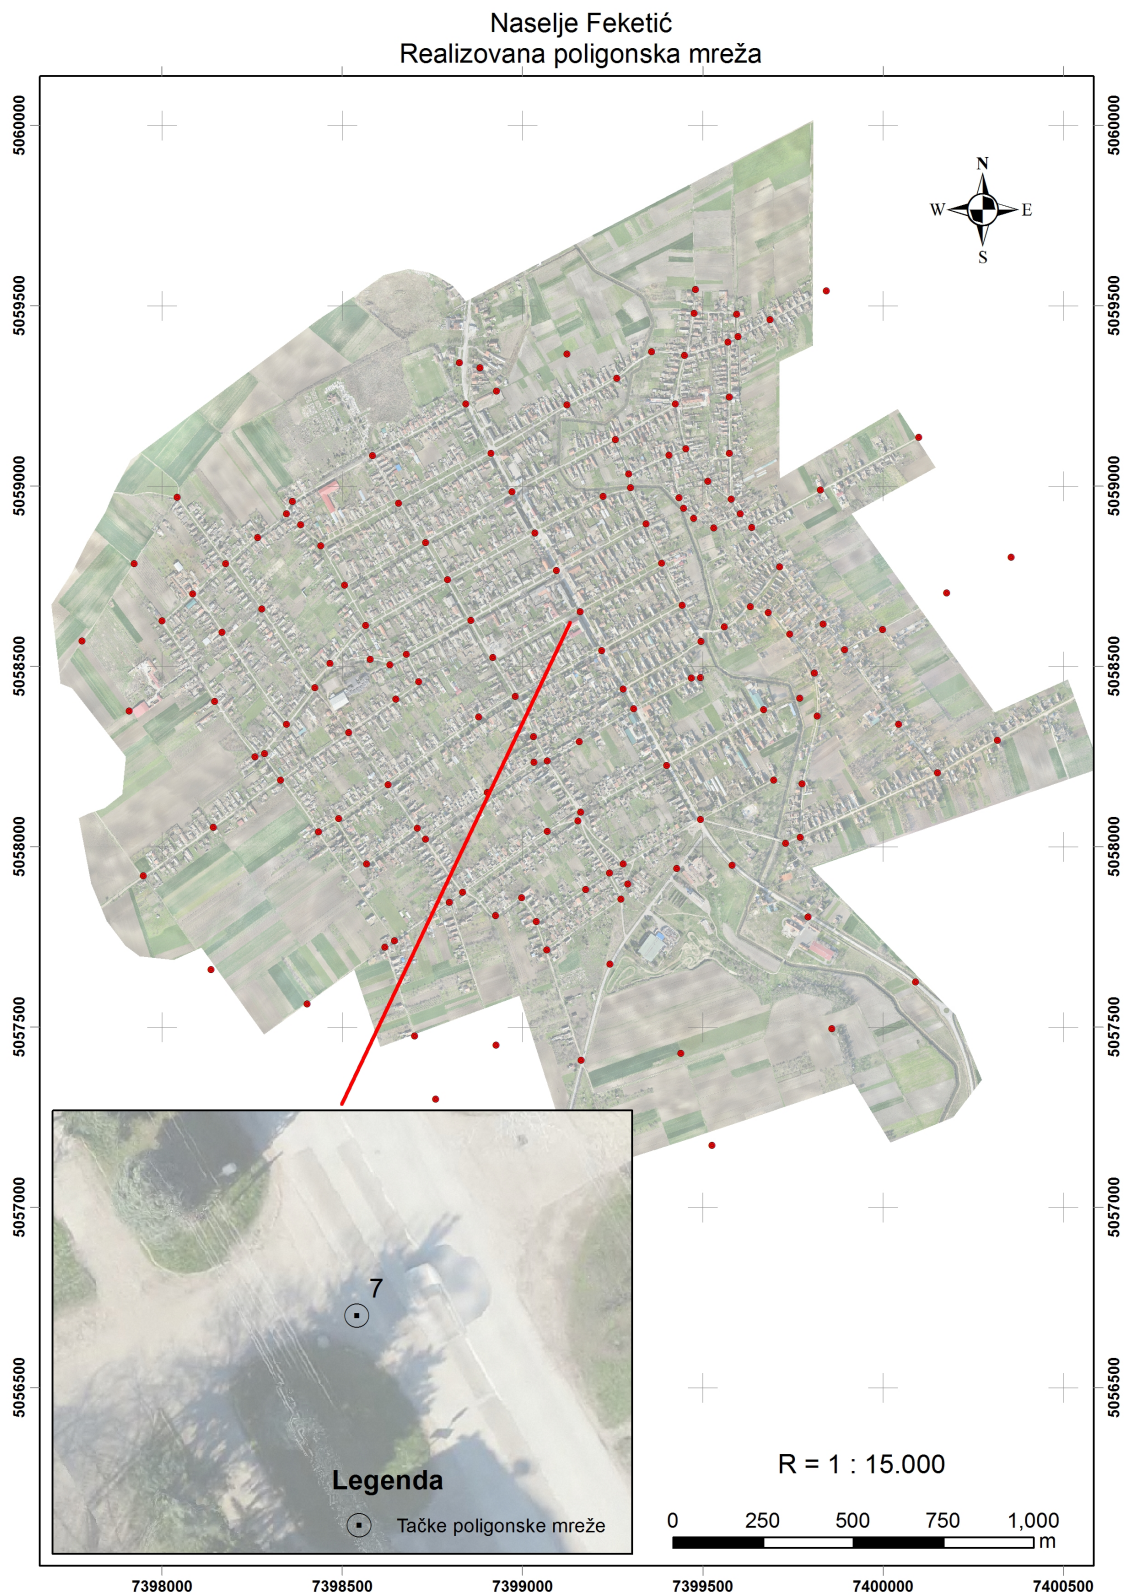 Naselje Feketić
Realizovana poligonska mreža
5060000
5060000
N
W
E
S
5059500
5059500
5059000
5059000
5058500
5058500
5058000
5058000
5057500
5057500
5057000
5057000
5056500
5056500
7
Legenda
Tačke poligonske mreže
R = 1 : 15.000
0 250 500 750 1,000
m
7398000 7398500 7399000 7399500 7400000 7400500